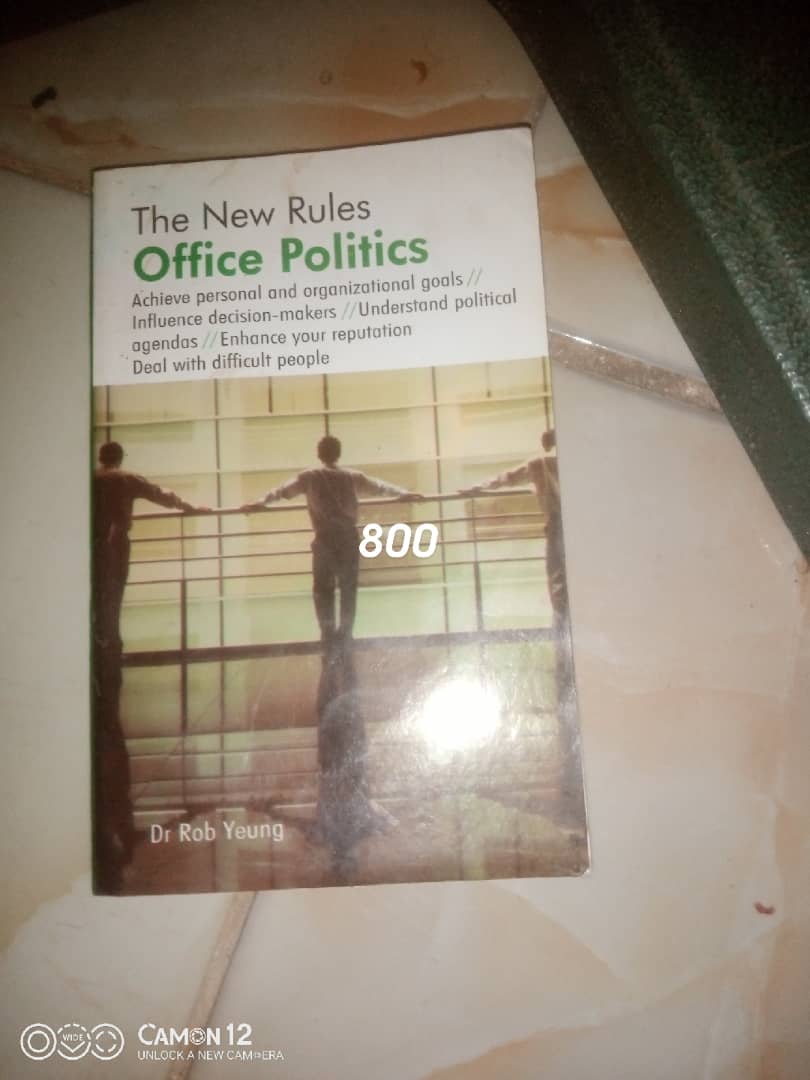 The New Rules
Office Politics
Achieve personal and organizational goals //
Influence decision-makers // Understand political
agendas // Enhance your reputation
Deal with difficult people
800
Dr Rob Yeung
WIDE
CAMON 12
UNLOCK A NEW CAMERA